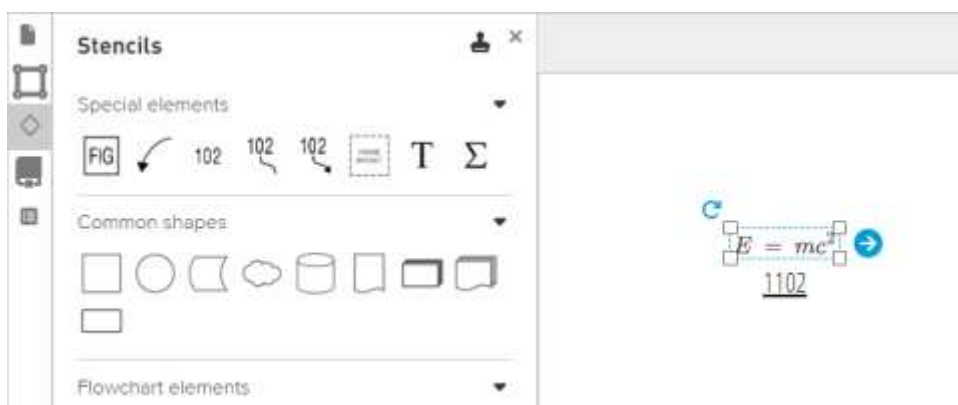 Stencils
Special elements
FIG 102 102 102 T Σ
Common shapes
Flowchart elements
E = mc²
1102